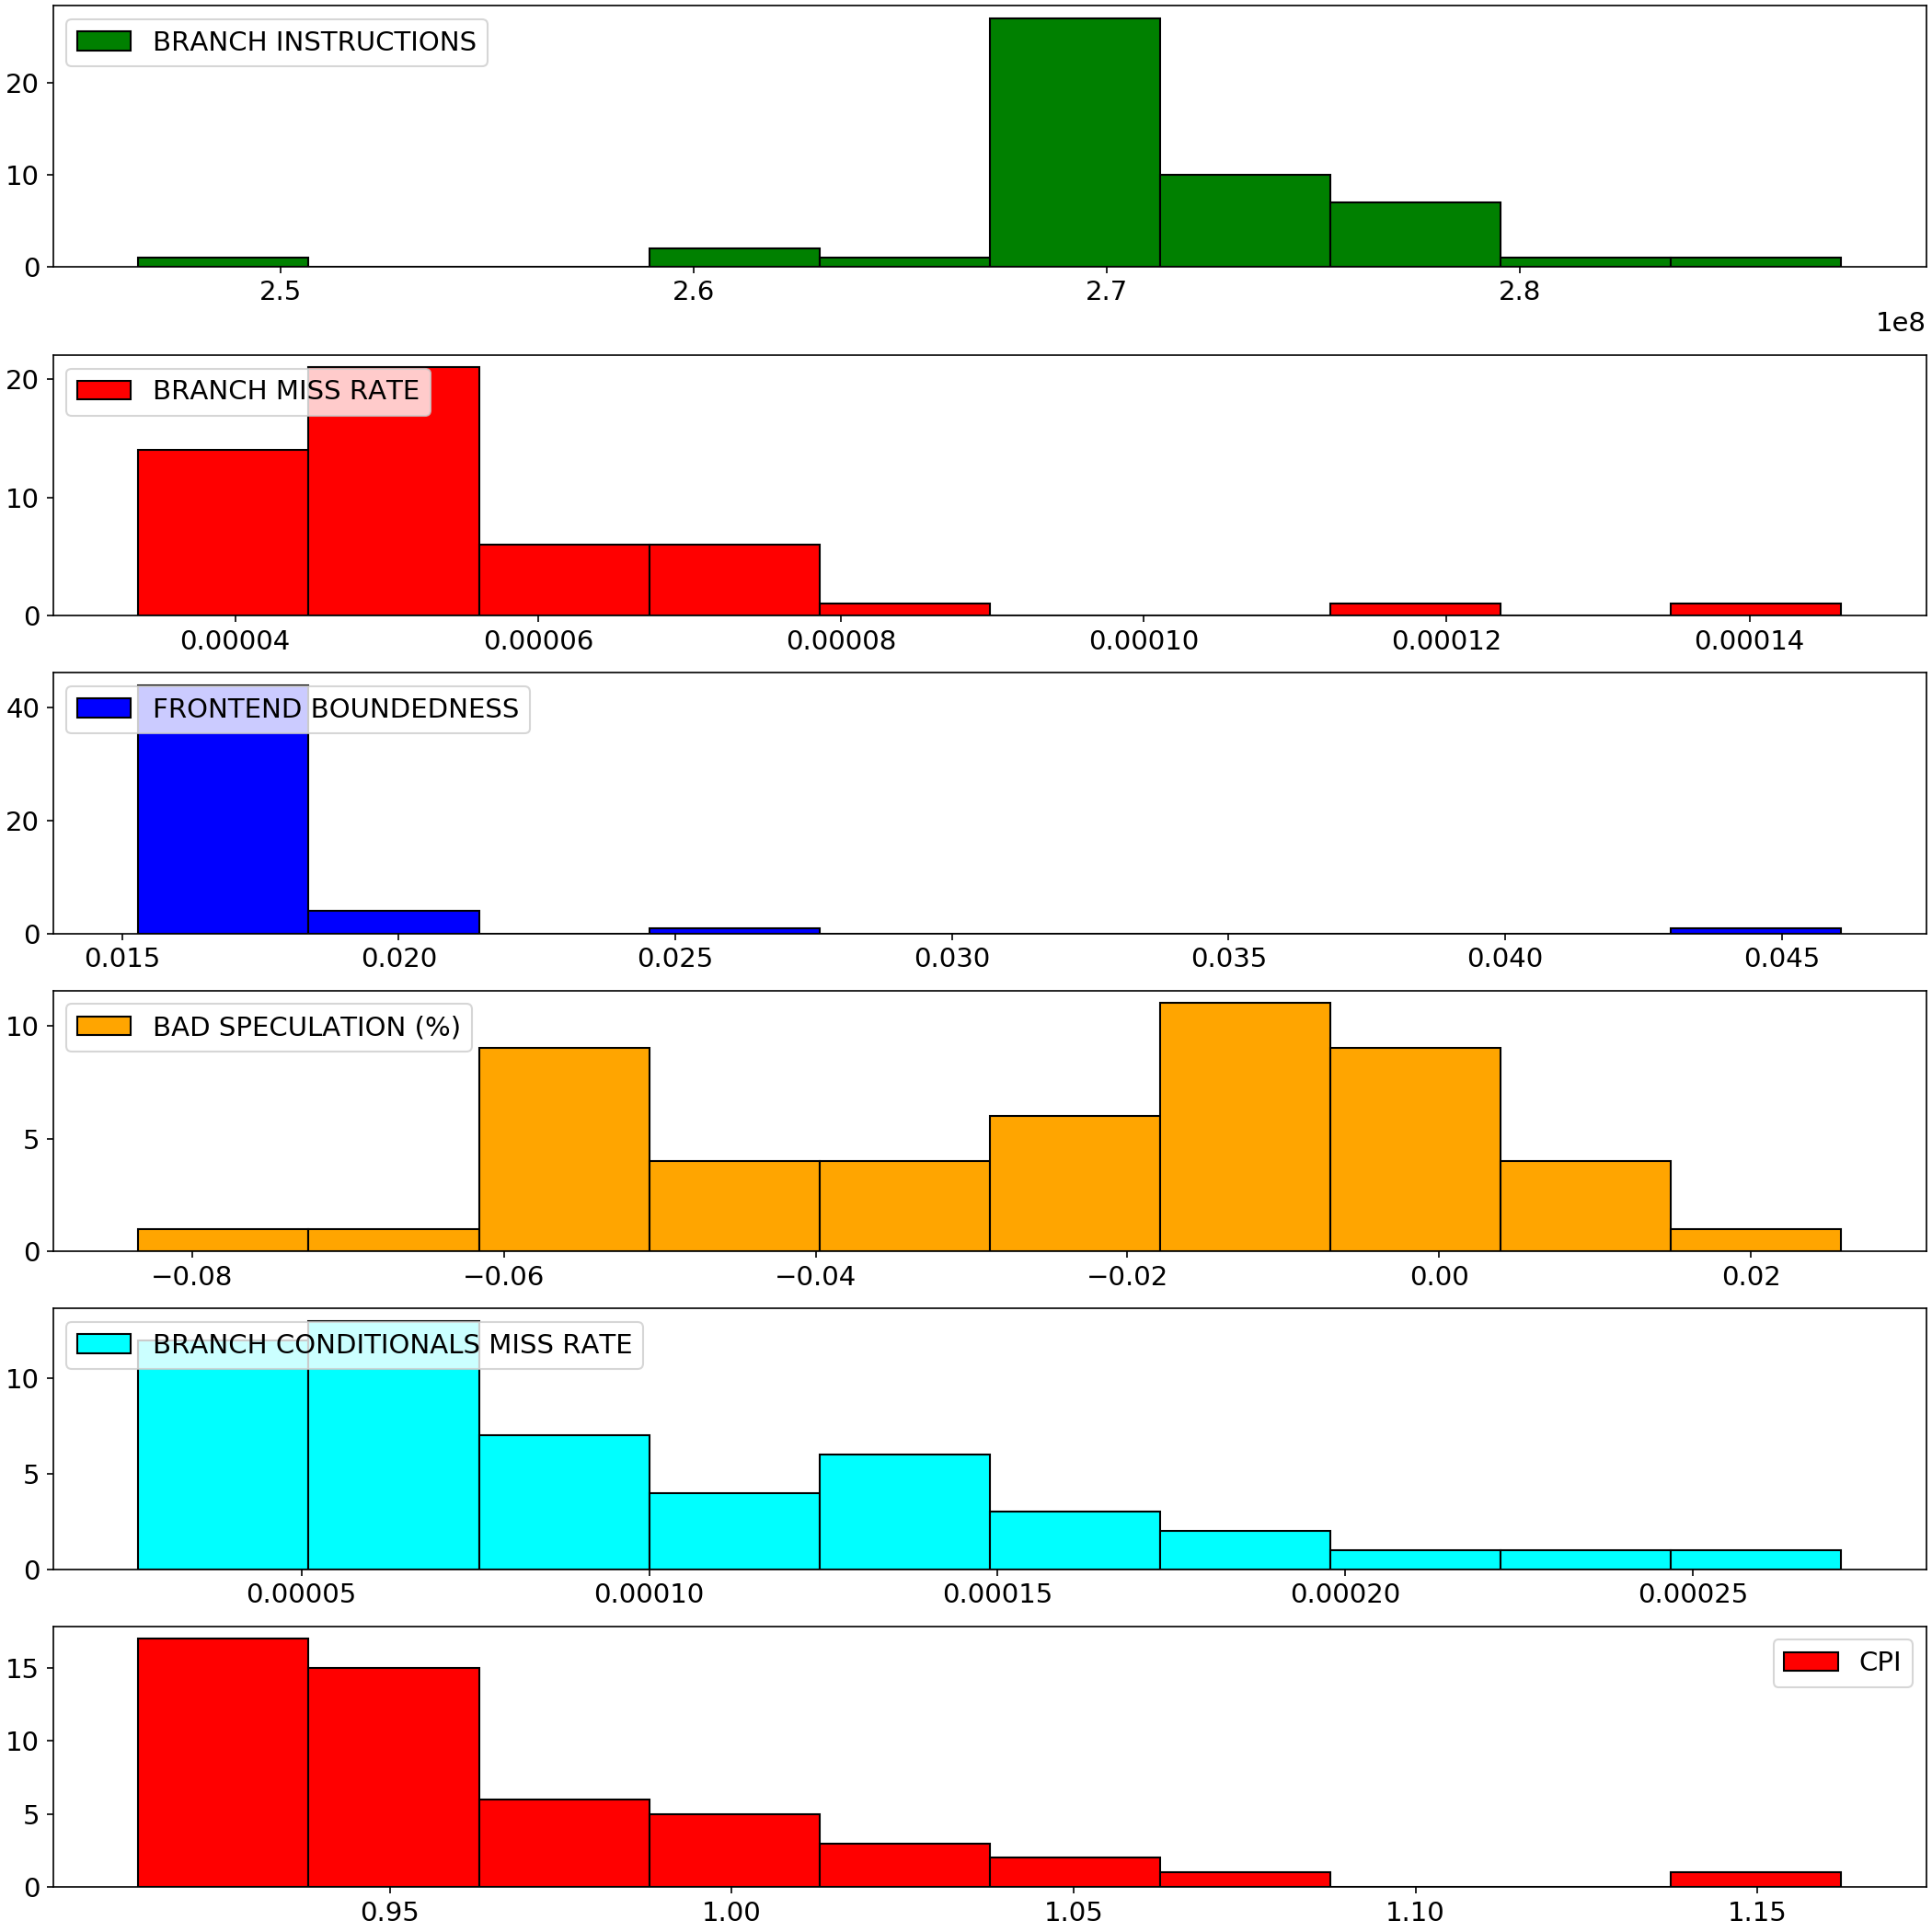 BRANCH INSTRUCTIONS
20
10
0
2.5 2.6 2.7 2.8
1e8
BRANCH MISS RATE
20
10
0
0.00004 0.00006 0.00008 0.00010 0.00012 0.00014
FRONTEND BOUNDEDNESS
40
20
0
0.015 0.020 0.025 0.030 0.035 0.040 0.045
BAD SPECULATION (%)
10
5
0
−0.08 −0.06 −0.04 −0.02 0.00 0.02
BRANCH CONDITIONALS MISS RATE
10
5
0
0.00005 0.00010 0.00015 0.00020 0.00025
CPI
15
10
5
0
0.95 1.00 1.05 1.10 1.15